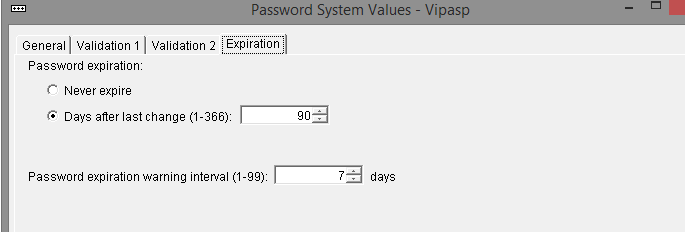 Password System Values - Vipasp
General Validation 1 Validation 2 Expiration
Password expiration:
Never expire
Days after last change (1-366): 90
Password expiration warning interval (1-99): 7 days